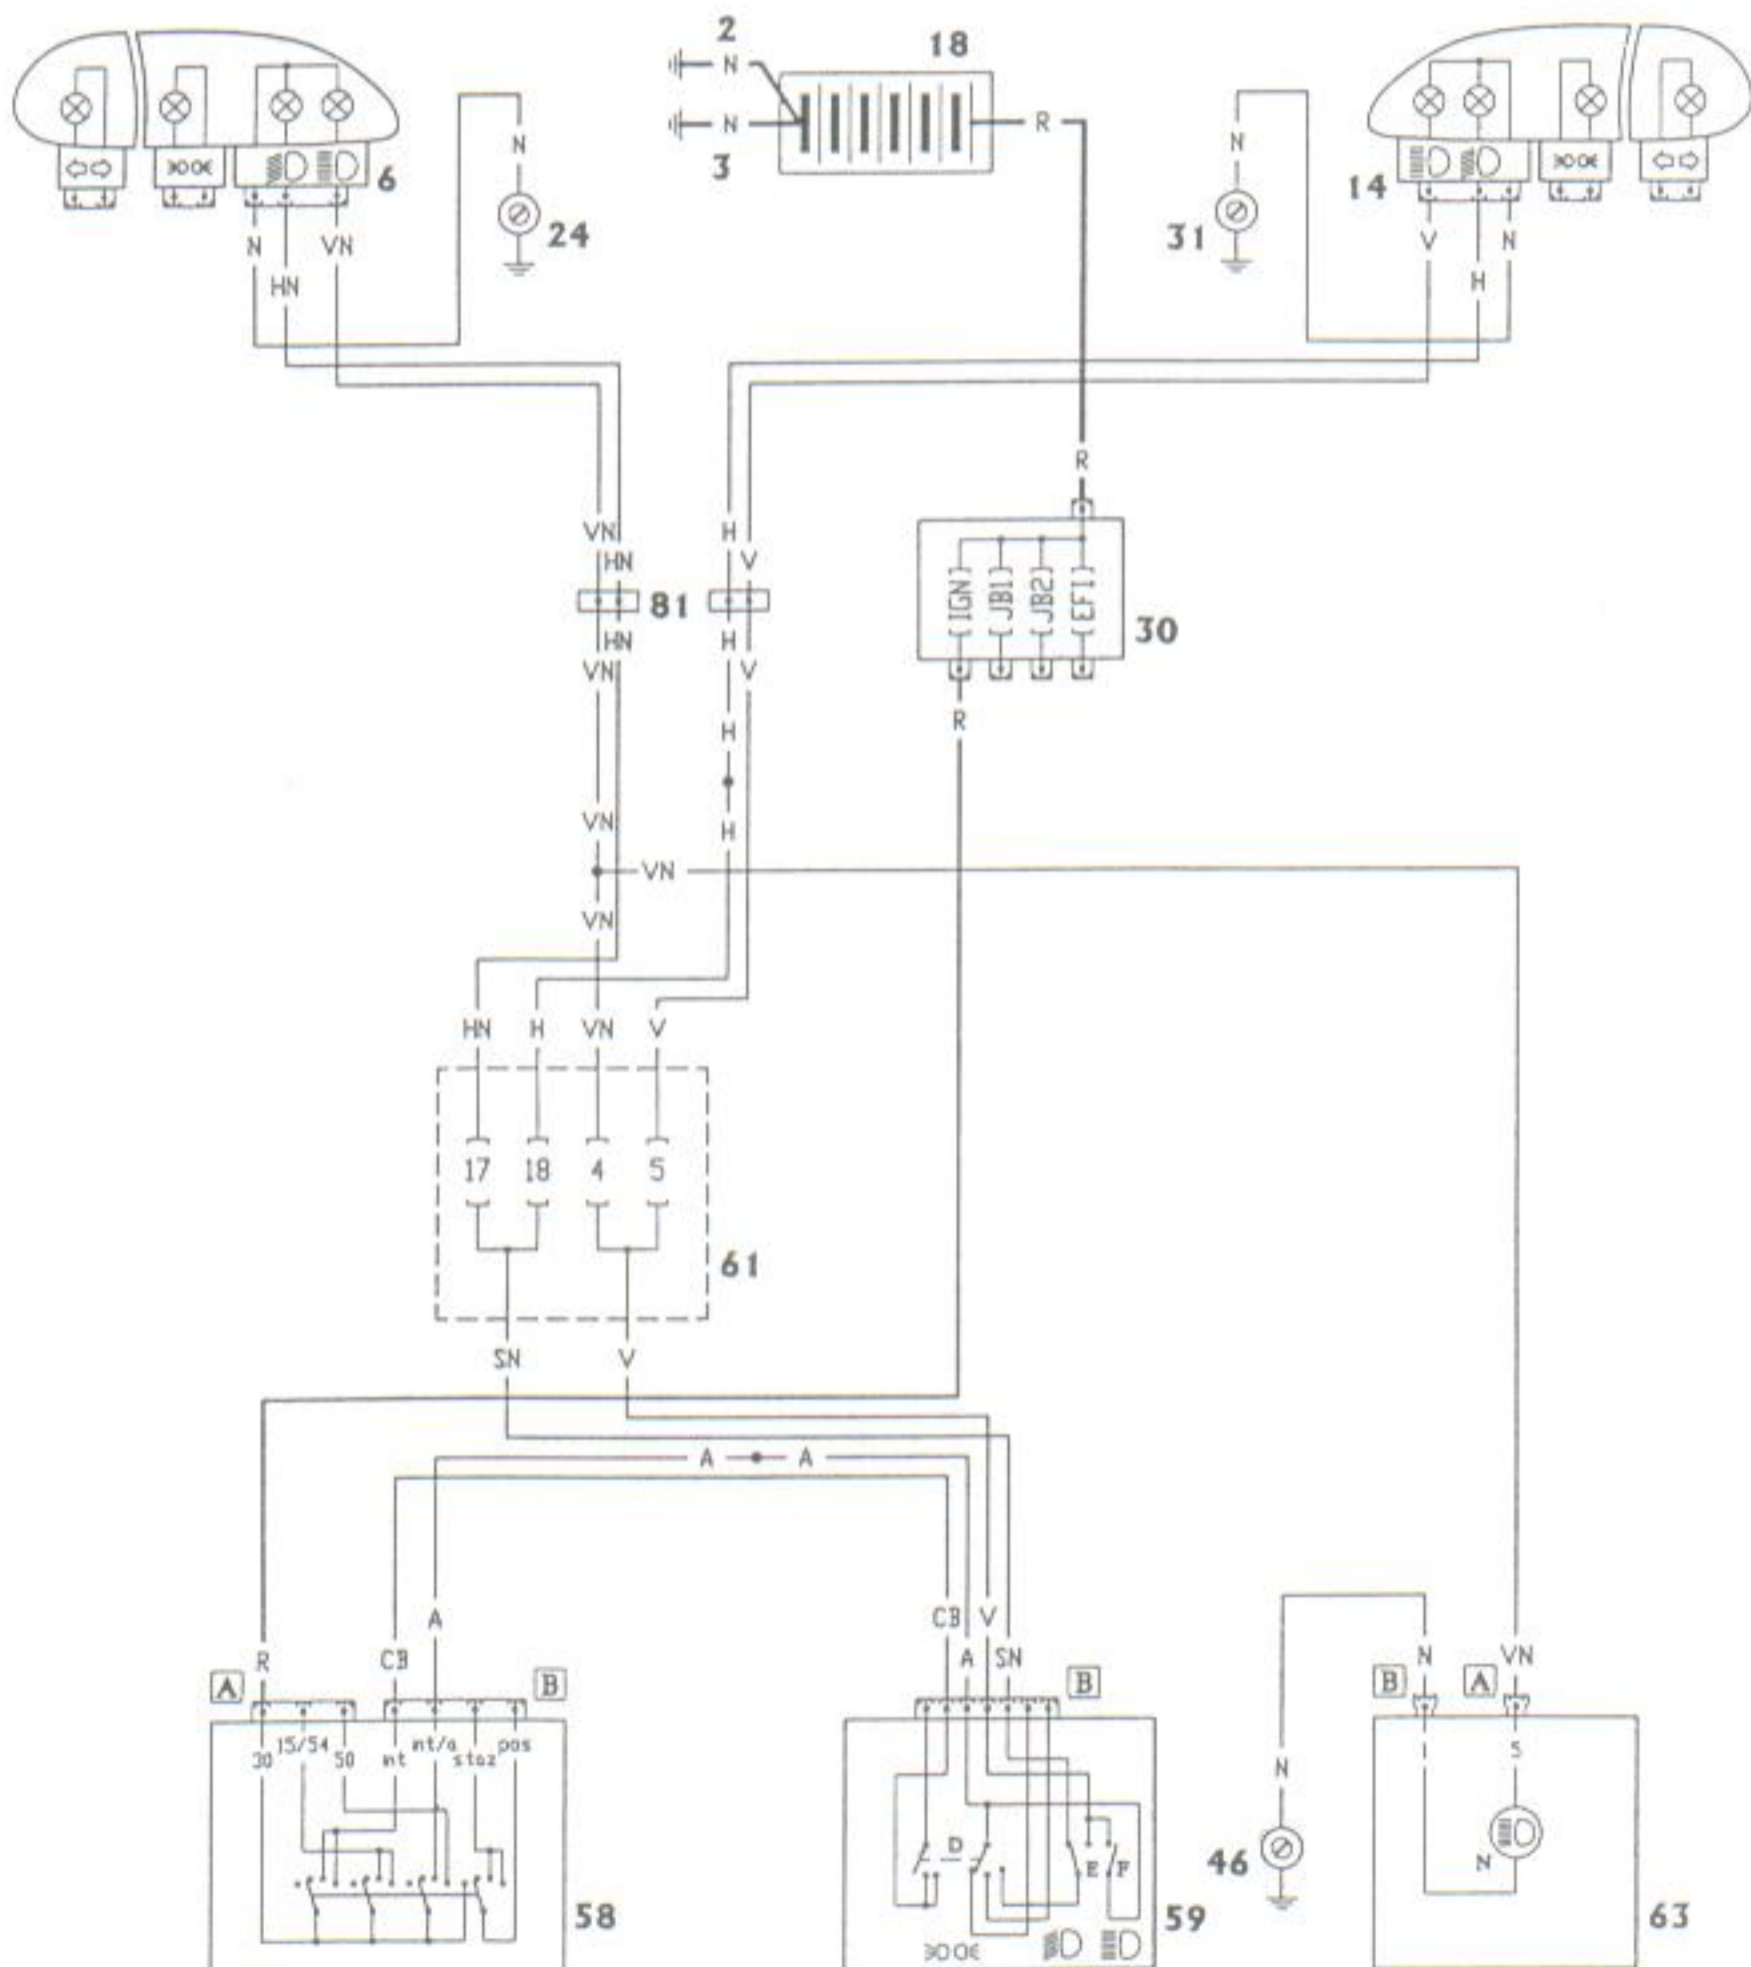 2
18
N
R
N
3
6
N
24
N
31
14
N
VN
HN
V
N
H
R
VN
H
HN
V
81
HN
H
VN
V
IGN
JB1
JB2
EFI
30
R
H
VN
H
VN
VN
HN
H
VN
V
17
18
4
5
61
SN
V
A
A
A
CB
V
R
CB
A
SN
N
VN
A
B
B
B
A
30
15/54
50
int
int/a
staz
pos
5
N
D
E
F
N
46
58
59
63